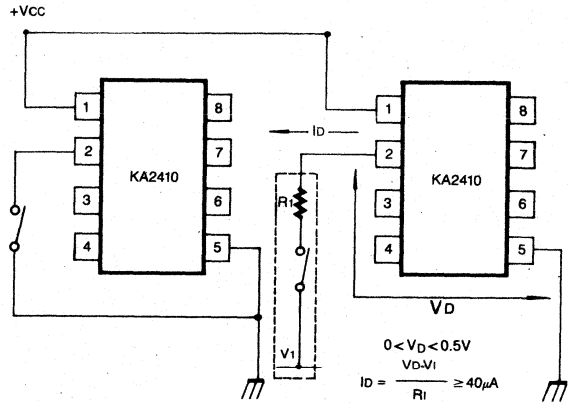 +VCC
1
8
2
7
KA2410
3
6
4
5
ID
R1
V1
1
8
2
7
KA2410
3
6
4
5
VD
0<VD<0.5V
ID = VD-V1 / R1 ≥40μA